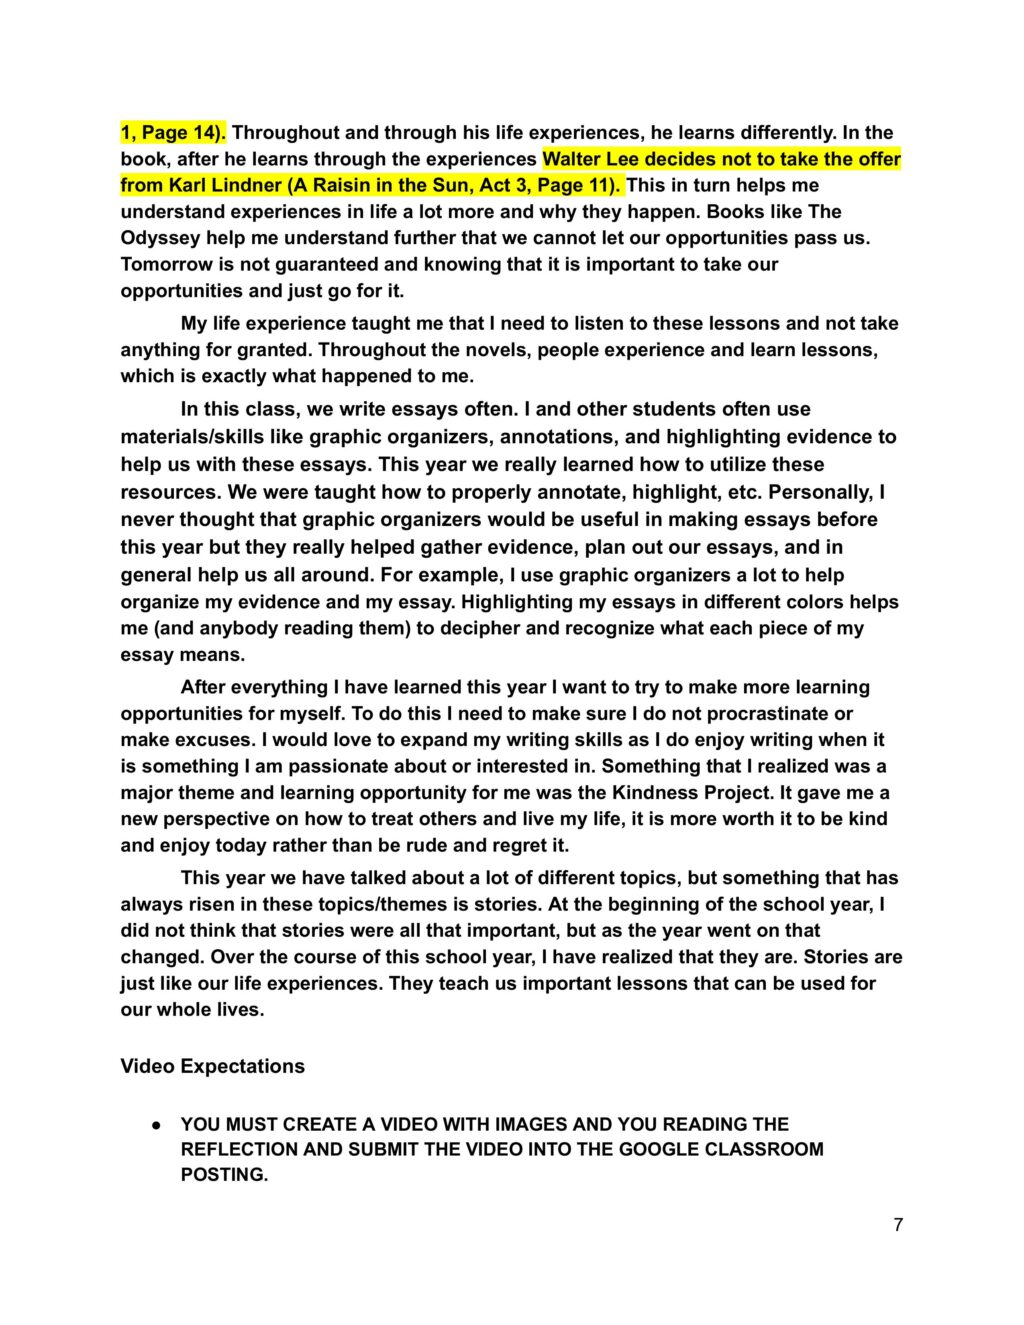 1, Page 14). Throughout and through his life experiences, he learns differently. In the
book, after he learns through the experiences Walter Lee decides not to take the offer
from Karl Lindner (A Raisin in the Sun, Act 3, Page 11). This in turn helps me
understand experiences in life a lot more and why they happen. Books like The
Odyssey help me understand further that we cannot let our opportunities pass us.
Tomorrow is not guaranteed and knowing that it is important to take our
opportunities and just go for it.
My life experience taught me that I need to listen to these lessons and not take
anything for granted. Throughout the novels, people experience and learn lessons,
which is exactly what happened to me.
In this class, we write essays often. I and other students often use
materials/skills like graphic organizers, annotations, and highlighting evidence to
help us with these essays. This year we really learned how to utilize these
resources. We were taught how to properly annotate, highlight, etc. Personally, I
never thought that graphic organizers would be useful in making essays before
this year but they really helped gather evidence, plan out our essays, and in
general help us all around. For example, I use graphic organizers a lot to help
organize my evidence and my essay. Highlighting my essays in different colors helps
me (and anybody reading them) to decipher and recognize what each piece of my
essay means.
After everything I have learned this year I want to try to make more learning
opportunities for myself. To do this I need to make sure I do not procrastinate or
make excuses. I would love to expand my writing skills as I do enjoy writing when it
is something I am passionate about or interested in. Something that I realized was a
major theme and learning opportunity for me was the Kindness Project. It gave me a
new perspective on how to treat others and live my life, it is more worth it to be kind
and enjoy today rather than be rude and regret it.
This year we have talked about a lot of different topics, but something that has
always risen in these topics/themes is stories. At the beginning of the school year, I
did not think that stories were all that important, but as the year went on that
changed. Over the course of this school year, I have realized that they are. Stories are
just like our life experiences. They teach us important lessons that can be used for
our whole lives.
Video Expectations
● YOU MUST CREATE A VIDEO WITH IMAGES AND YOU READING THE
REFLECTION AND SUBMIT THE VIDEO INTO THE GOOGLE CLASSROOM
POSTING.
7